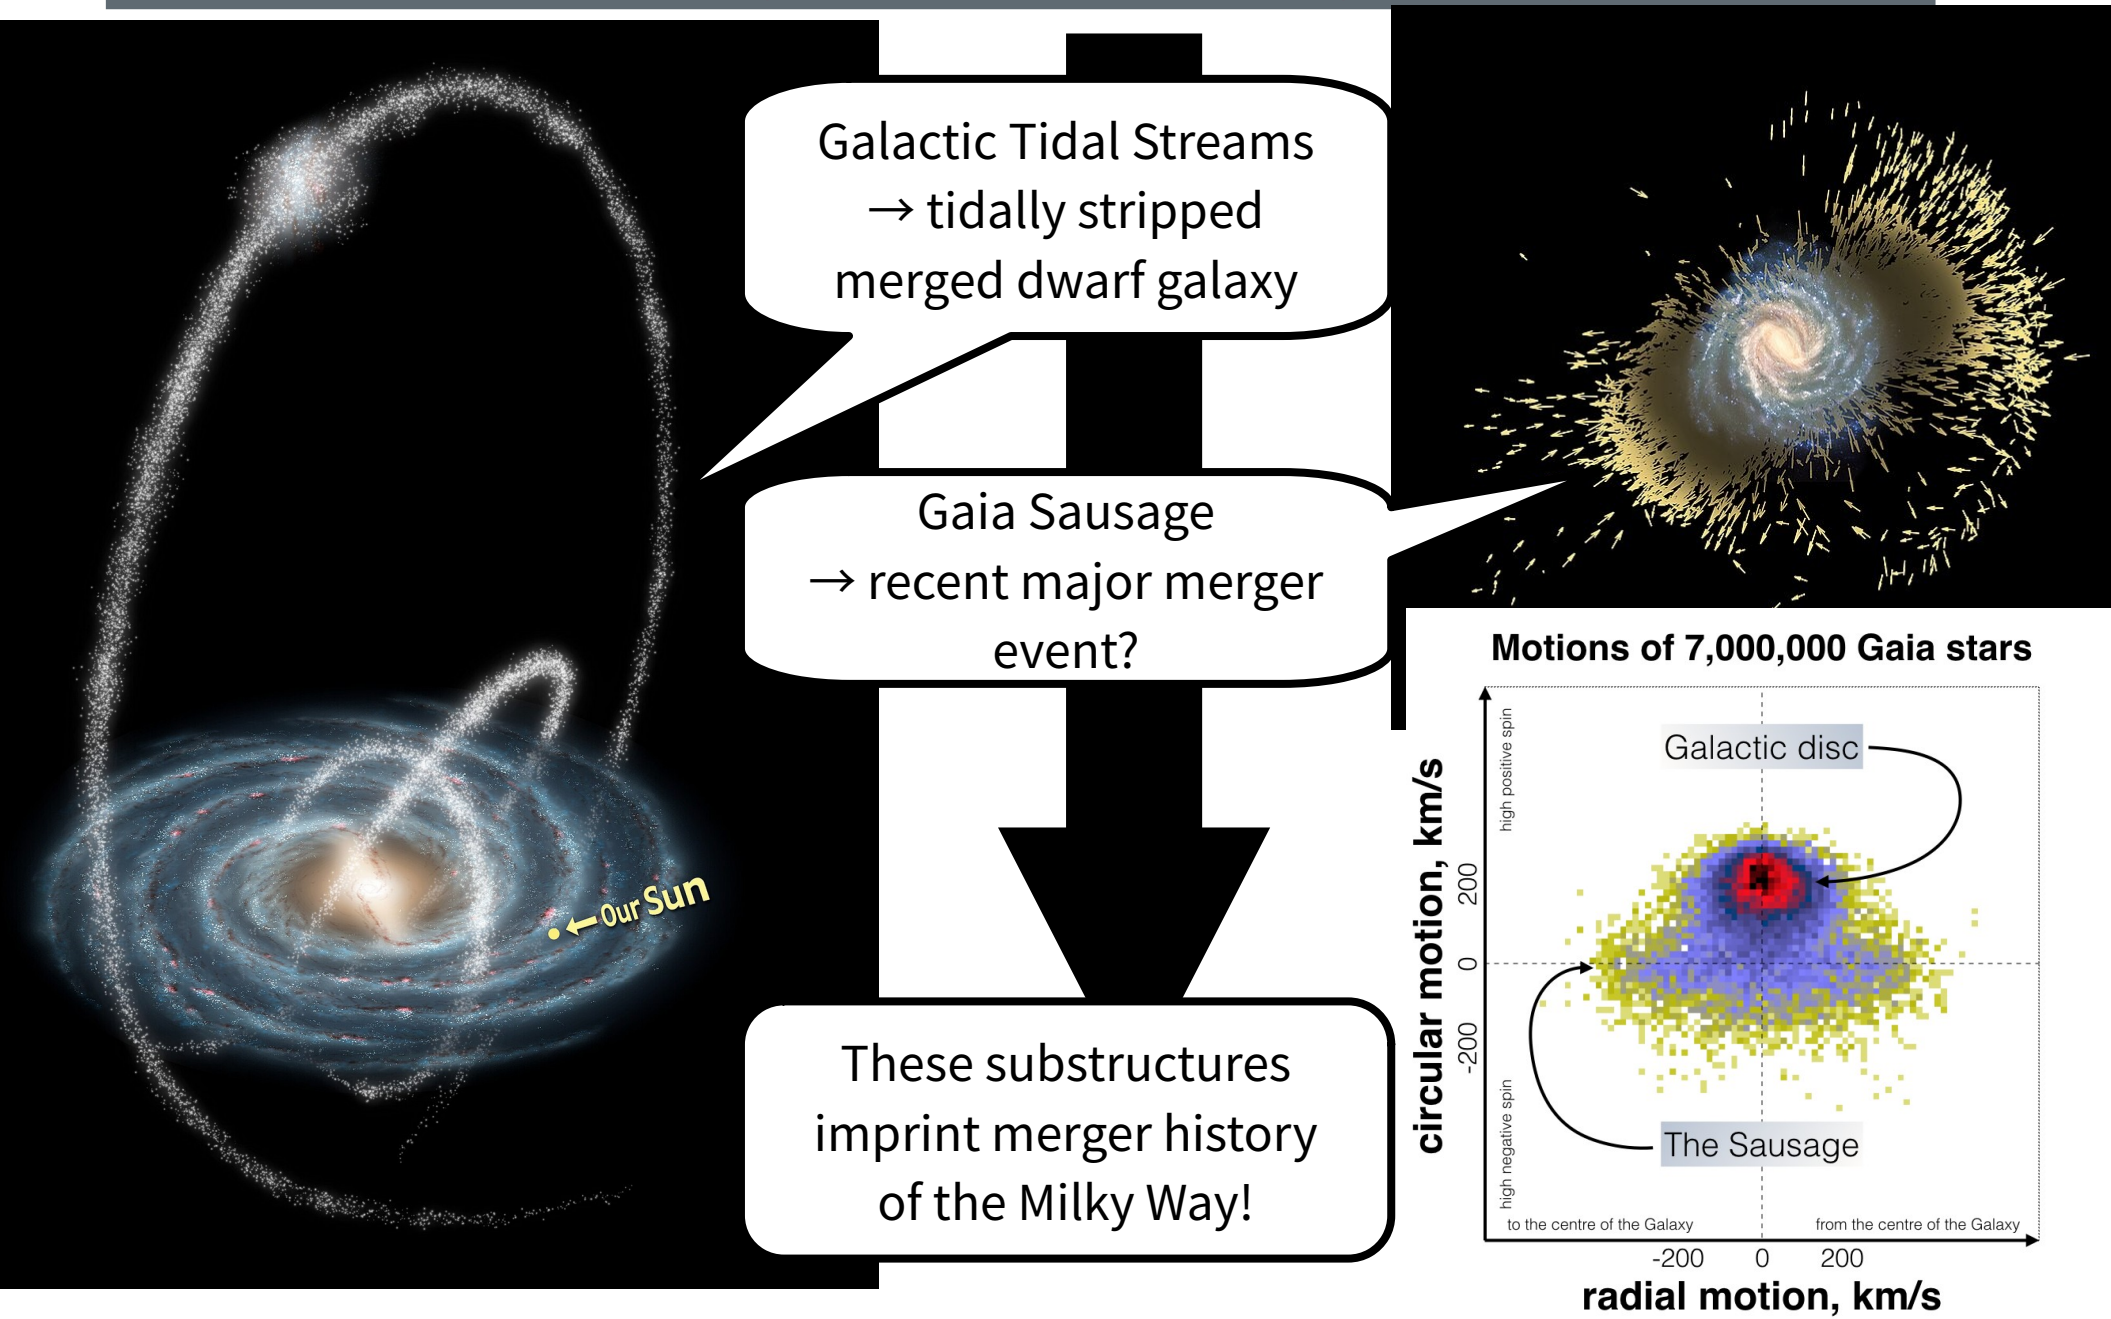 Galactic Tidal Streams
→ tidally stripped
merged dwarf galaxy
Gaia Sausage
→ recent major merger
event?
These substructures
imprint merger history
of the Milky Way!
←Our Sun
Motions of 7,000,000 Gaia stars
circular motion, km/s
high positive spin
high negative spin
200
0
-200
Galactic disc
The Sausage
to the centre of the Galaxy
from the centre of the Galaxy
-200 0 200
radial motion, km/s